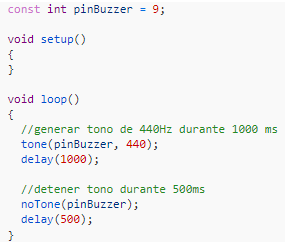 const int pinBuzzer = 9;
void setup()
{
}
void loop()
{
//generar tono de 440Hz durante 1000 ms
tone(pinBuzzer, 440);
delay(1000);
//detener tono durante 500ms
noTone(pinBuzzer);
delay(500);
}